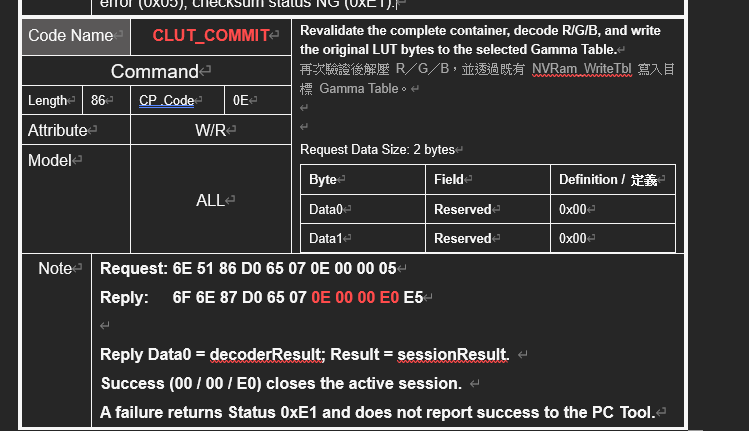 error (0x05), checksum status NG (0xE1).
Code Name CLUT_COMMIT
Command
Length 86 CP .Code 0E
Attribute W/R
Model ALL
Revalidate the complete container, decode R/G/B, and write
the original LUT bytes to the selected Gamma Table.
再次驗證後解壓 R／G／B，並透過既有 NVRam_WriteTbl 寫入目
標 Gamma Table。
Request Data Size: 2 bytes
Byte Field Definition / 定義
Data0 Reserved 0x00
Data1 Reserved 0x00
Note
Request: 6E 51 86 D0 65 07 0E 00 00 05
Reply: 6F 6E 87 D0 65 07 0E 00 00 E0 E5
Reply Data0 = decoderResult; Result = sessionResult.
Success (00 / 00 / E0) closes the active session.
A failure returns Status 0xE1 and does not report success to the PC Tool.